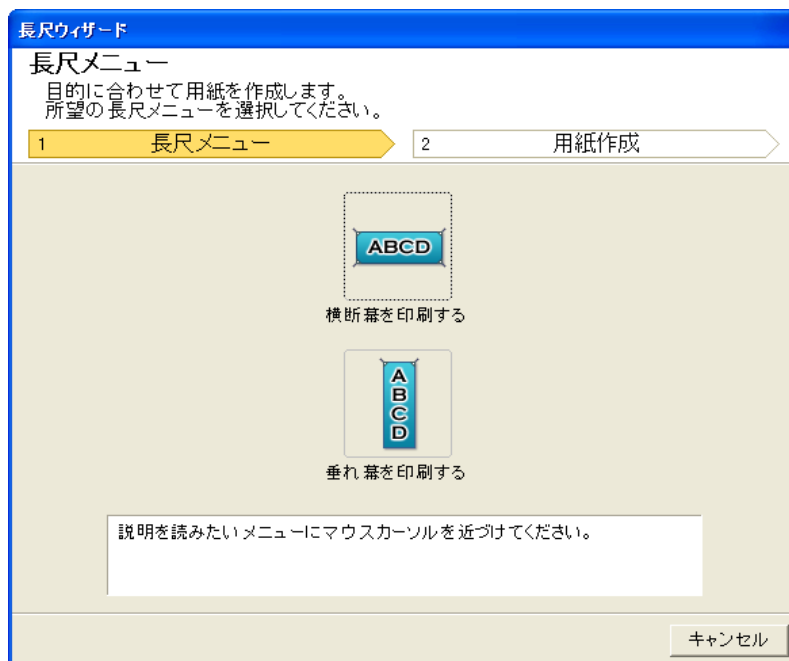 長尺ウィザード
長尺メニュー
目的に合わせて用紙を作成します。
所望の長尺メニューを選択してください。
1 長尺メニュー 2 用紙作成
ABCD
横断幕を印刷する
A
B
C
D
垂れ幕を印刷する
説明を読みたいメニューにマウスカーソルを近づけてください。
キャンセル